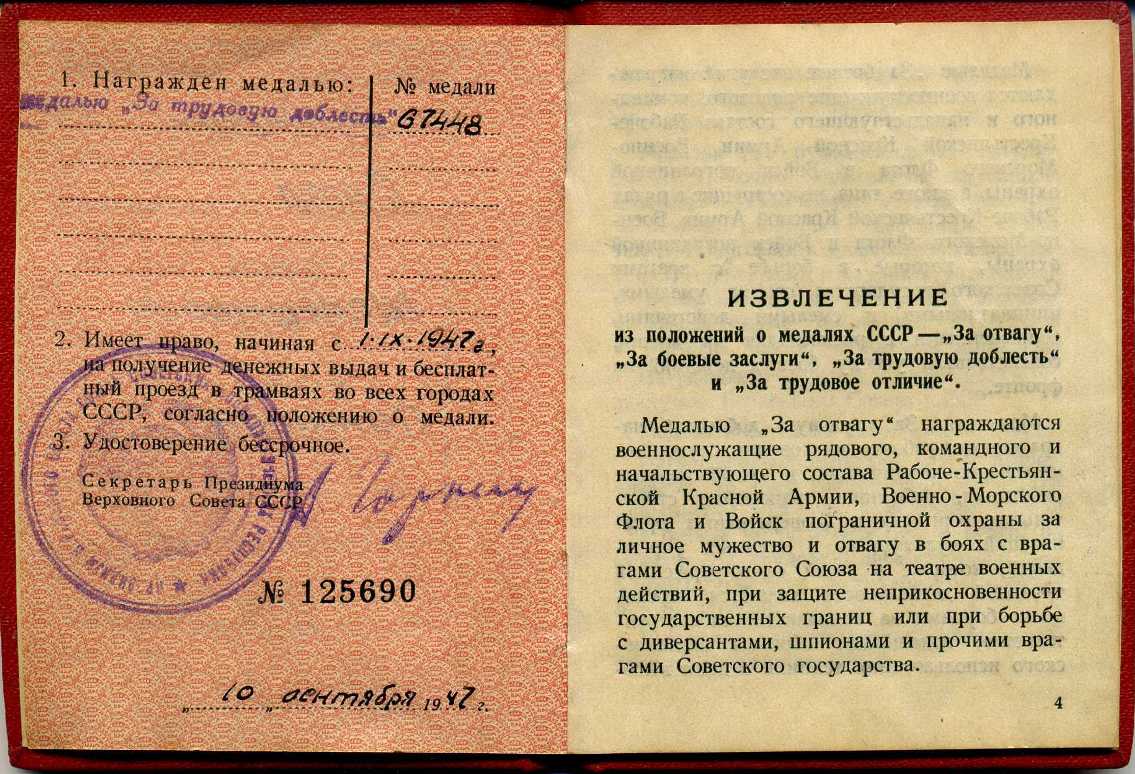 1. Награжден медалью:
№ медали
Медалью „За трудовую доблесть"
67448
2. Имеет право, начиная с 1·IX·1947 г,
на получение денежных выдач и бесплат-
ный проезд в трамваях во всех городах
СССР, согласно положению о медали.
3. Удостоверение бессрочное.
Секретарь Президиума
Верховного Совета СССР
№ 125690
„10„ сентября 1947 г.
ИЗВЛЕЧЕНИЕ
из положений о медалях СССР—„За отвагу",
„За боевые заслуги", „За трудовую доблесть"
и „За трудовое отличие".
Медалью „За отвагу" награждаются
военнослужащие рядового, командного и
начальствующего состава Рабоче-Крестьян-
ской Красной Армии, Военно-Морского
Флота и Войск пограничной охраны за
личное мужество и отвагу в боях с вра-
гами Советского Союза на театре военных
действий, при защите неприкосновенности
государственных границ или при борьбе
с диверсантами, шпионами и прочими вра-
гами Советского государства.
4